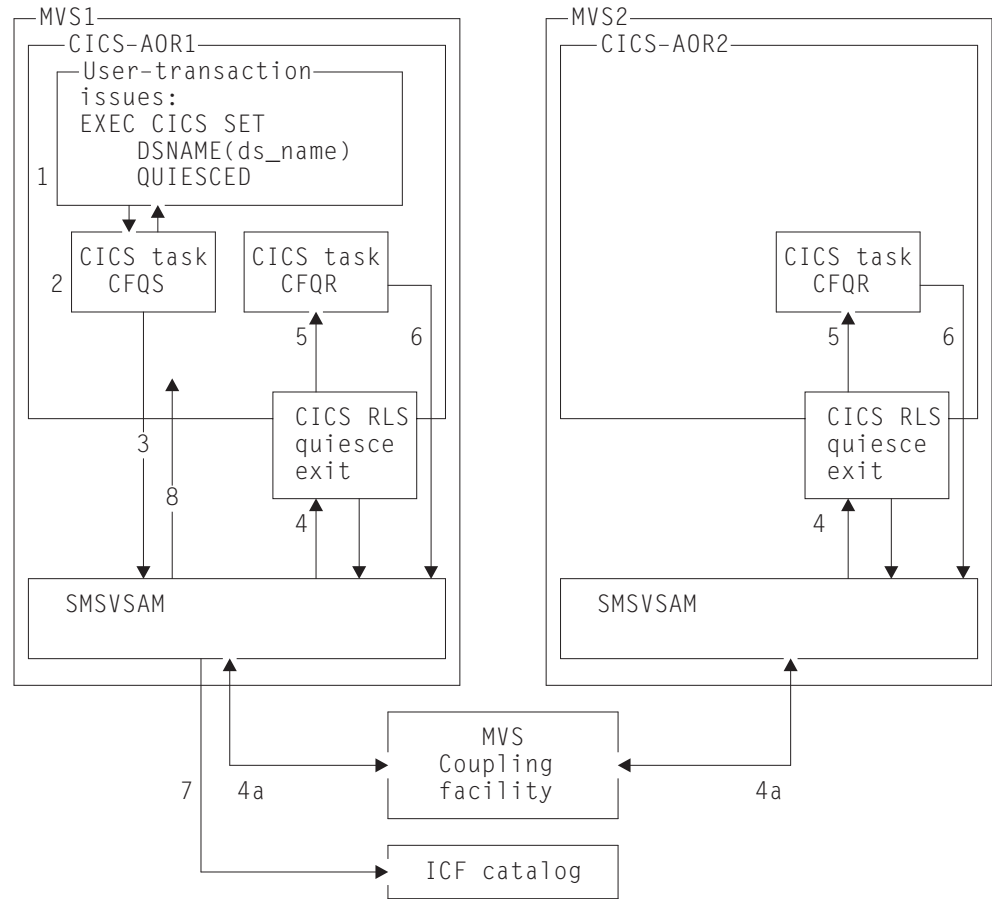 MVS1
CICS-AOR1
User-transaction
issues:
EXEC CICS SET
DSNAME(ds_name)
QUIESCED
1
CICS task
CFQS
2
CICS task
CFQR
5
6
3
8
CICS RLS
quiesce
exit
4
SMSVSAM
MVS2
CICS-AOR2
CICS task
CFQR
5
6
CICS RLS
quiesce
exit
4
SMSVSAM
MVS
Coupling
facility
7
4a
4a
ICF catalog